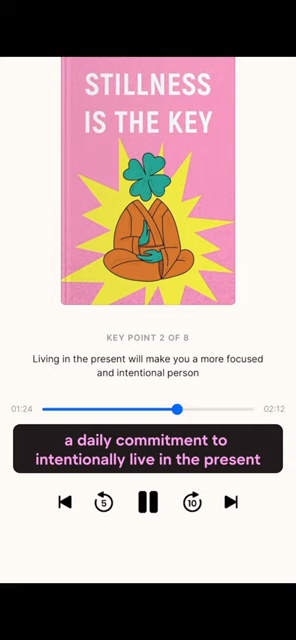 STILLNESS
IS THE KEY
KEY POINT 2 OF 8
Living in the present will make you a more focused
and intentional person
01:24
02:12
a daily commitment to
intentionally live in the present
5
10